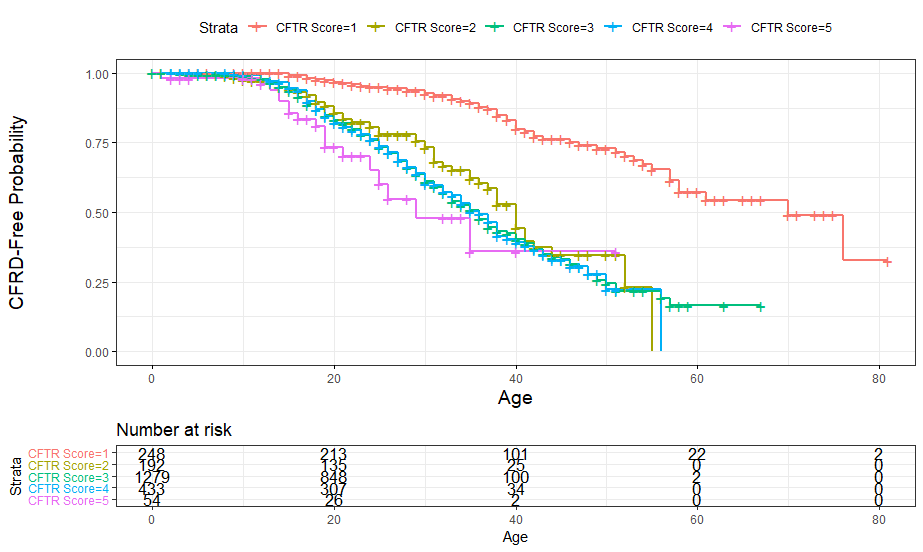 Strata CFTR Score=1 CFTR Score=2 CFTR Score=3 CFTR Score=4 CFTR Score=5
CFRD-Free Probability
1.00
0.75
0.50
0.25
0.00
0 20 40 60 80
Age
Number at risk
Strata
CFTR Score=1 248 213 101 22 2
CFTR Score=2 192 135 25 0 0
CFTR Score=3 1279 848 100 2 0
CFTR Score=4 433 307 34 0 0
CFTR Score=5 54 26 2 0 0
0 20 40 60 80
Age